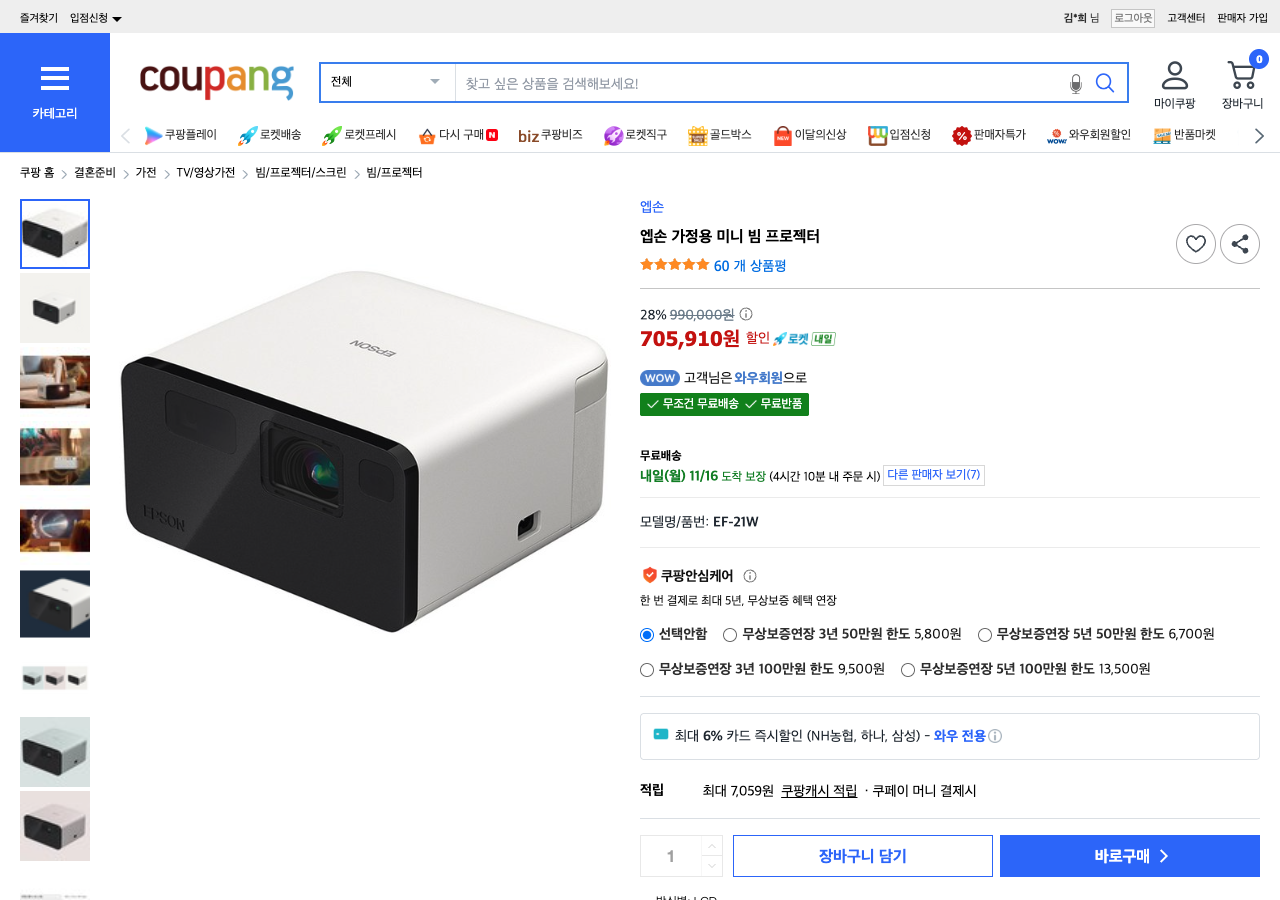 즐겨찾기 입점신청
김*희 님 로그아웃 고객센터 판매자 가입
카테고리
coupang
전체 찾고 싶은 상품을 검색해보세요!
마이쿠팡
0
장바구니
쿠팡플레이 로켓배송 로켓프레시 다시 구매 N biz 쿠팡비즈 로켓직구 골드박스 NEW 이달의신상 입점신청 판매자특가 WOW! 와우회원할인 반품마켓
쿠팡 홈 결혼준비 가전 TV/영상가전 빔/프로젝터/스크린 빔/프로젝터
EPSON
EPSON
엡손
엡손 가정용 미니 빔 프로젝터
60 개 상품평
28% 990,000원
705,910원 할인 로켓 내일
WOW 고객님은 와우회원으로
무조건 무료배송 무료반품
무료배송
내일(월) 11/16 도착 보장 (4시간 10분 내 주문 시) 다른 판매자 보기(7)
모델명/품번: EF-21W
쿠팡안심케어
한 번 결제로 최대 5년, 무상보증 혜택 연장
선택안함 무상보증연장 3년 50만원 한도 5,800원 무상보증연장 5년 50만원 한도 6,700원
무상보증연장 3년 100만원 한도 9,500원 무상보증연장 5년 100만원 한도 13,500원
최대 6% 카드 즉시할인 (NH농협, 하나, 삼성) - 와우 전용
적립 최대 7,059원 쿠팡캐시 적립 · 쿠페이 머니 결제시
1 장바구니 담기 바로구매